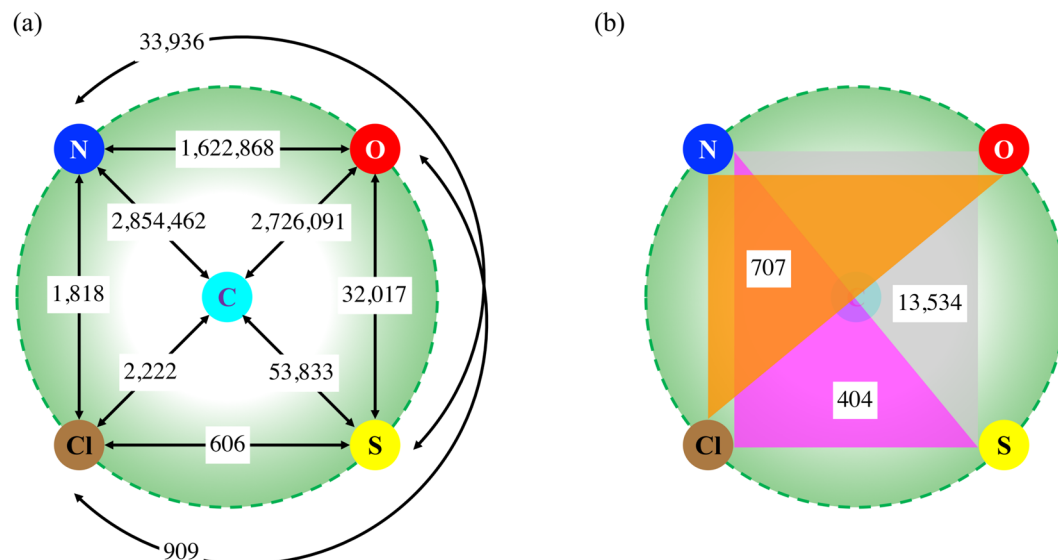 (a)
(b)
33,936
N
1,622,868
O
2,854,462
2,726,091
1,818
C
32,017
2,222
53,833
Cl
606
S
909
N
O
707
13,534
404
Cl
S